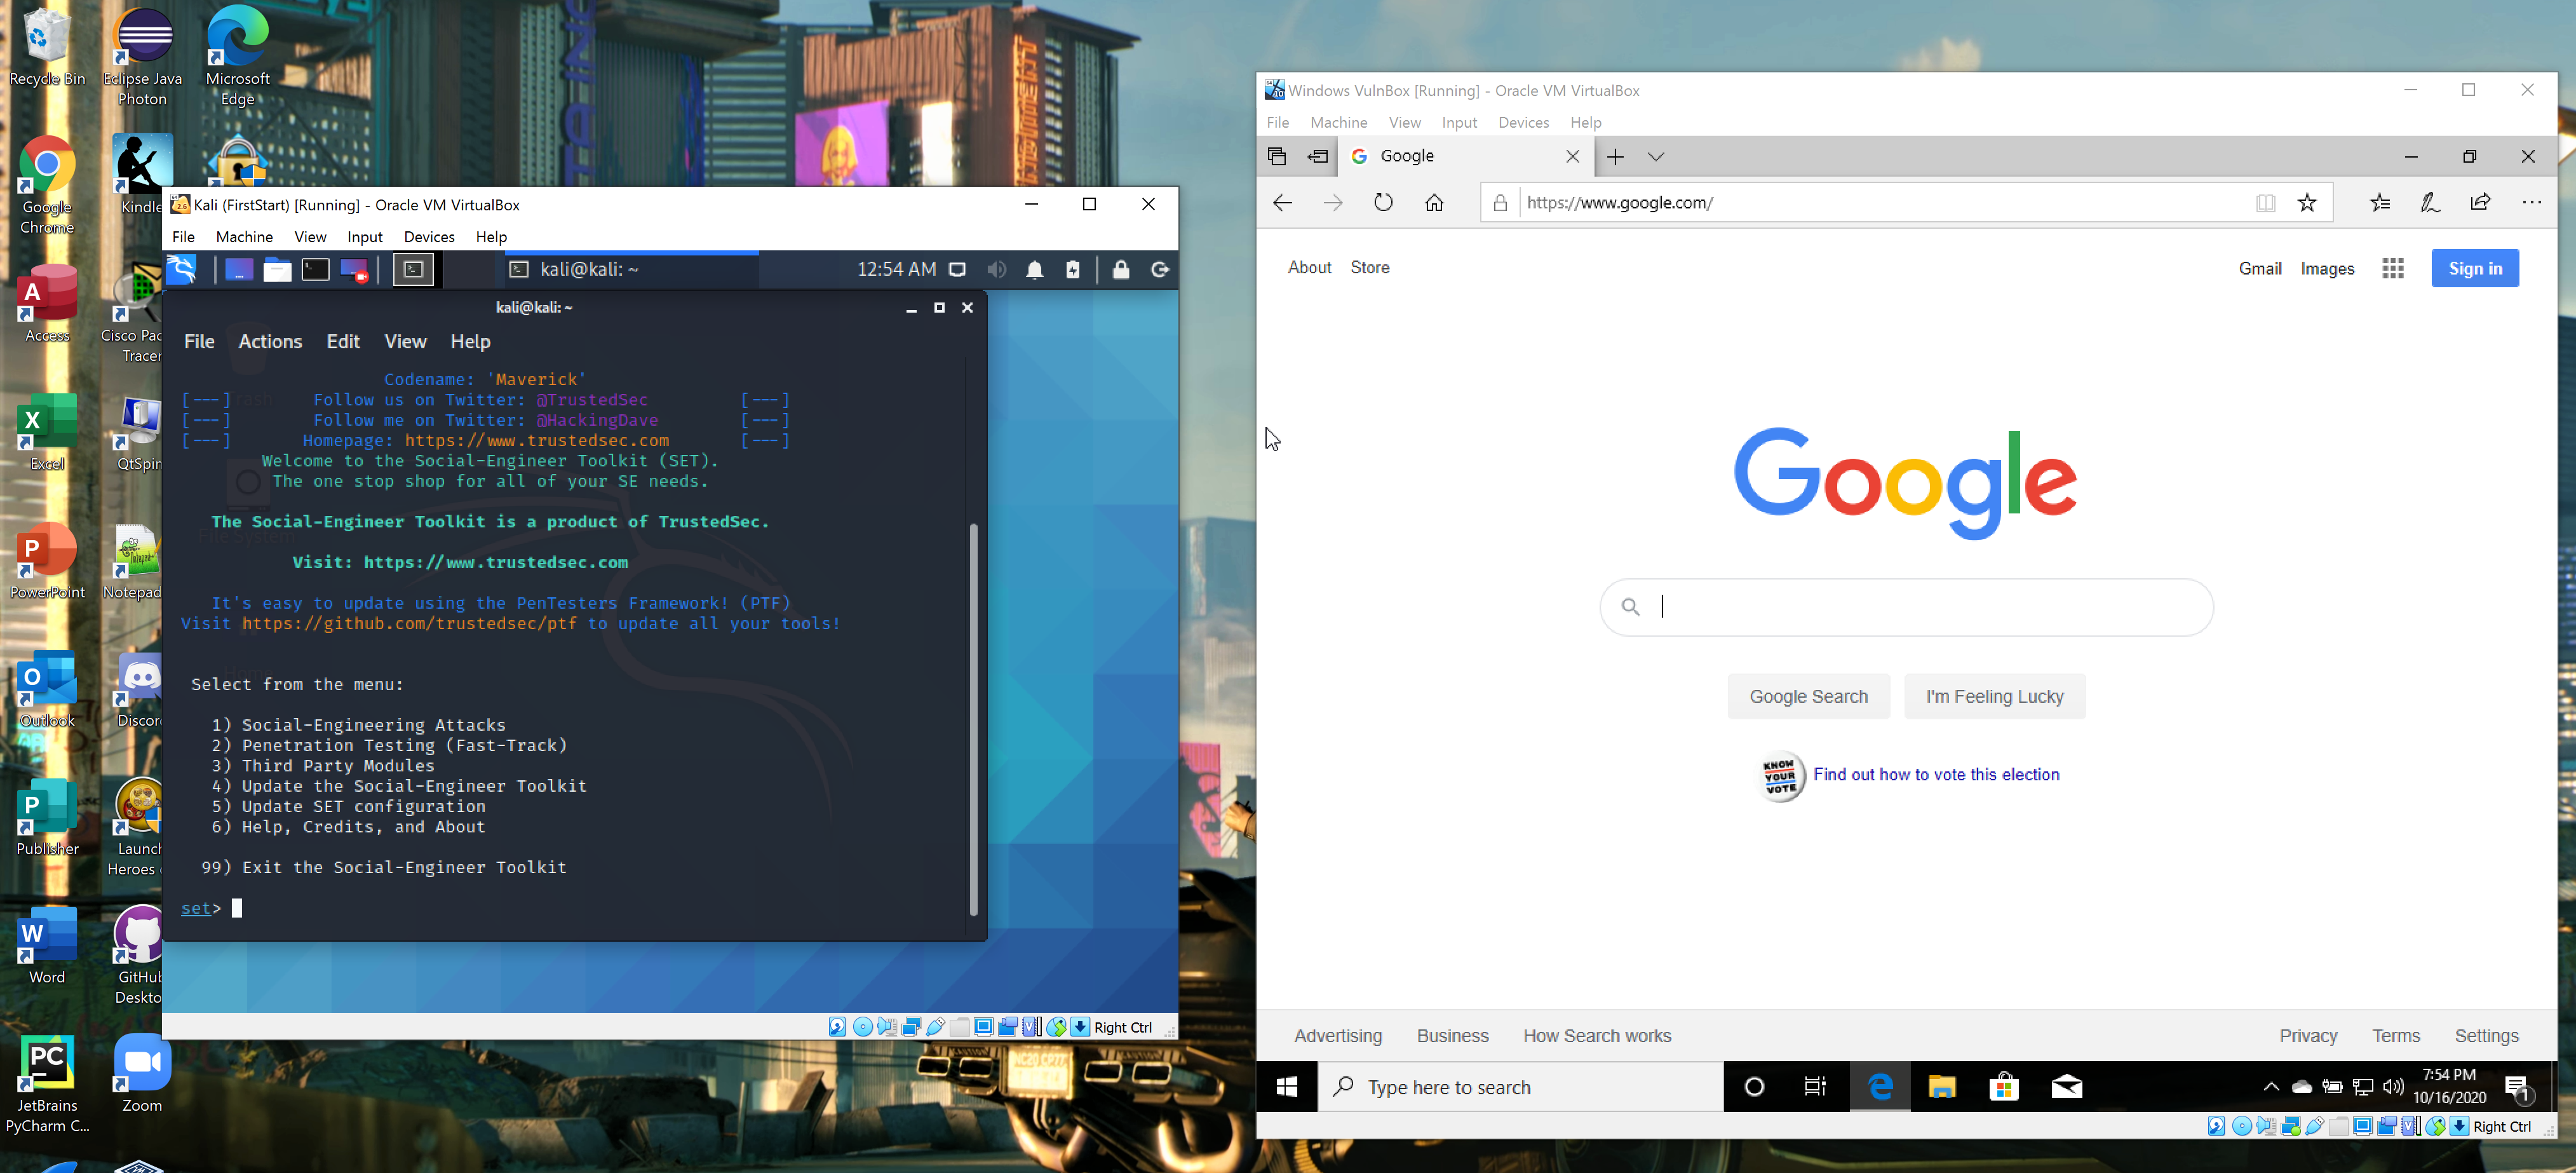 Recycle Bin
Eclipse Java Photon
Microsoft Edge
Google Chrome
Kindle
Access
Cisco Pac
Tracer
Excel
QtSpi
PowerPoint
Notepad
Outlook
Discor
Publisher
Launch
Heroes
Word
GitHub
Deskto
JetBrains
PyCharm C...
Zoom
Kali (FirstStart) [Running] - Oracle VM VirtualBox
File Machine View Input Devices Help
kali@kali: ~ 12:54 AM
kali@kali: ~
File Actions Edit View Help
Codename: 'Maverick'
[---] Follow us on Twitter: @TrustedSec [---]
[---] Follow me on Twitter: @HackingDave [---]
[---] Homepage: https://www.trustedsec.com [---]
Welcome to the Social-Engineer Toolkit (SET).
The one stop shop for all of your SE needs.
The Social-Engineer Toolkit is a product of TrustedSec.
Visit: https://www.trustedsec.com
It's easy to update using the PenTesters Framework! (PTF)
Visit https://github.com/trustedsec/ptf to update all your tools!
Select from the menu:
1) Social-Engineering Attacks
2) Penetration Testing (Fast-Track)
3) Third Party Modules
4) Update the Social-Engineer Toolkit
5) Update SET configuration
6) Help, Credits, and About
99) Exit the Social-Engineer Toolkit
set>
Right Ctrl
Windows VulnBox [Running] - Oracle VM VirtualBox
File Machine View Input Devices Help
Google
https://www.google.com/
About Store
Gmail Images Sign in
Google
Google Search I'm Feeling Lucky
KNOW YOUR VOTE
Find out how to vote this election
Advertising Business How Search works
Privacy Terms Settings
Type here to search
7:54 PM
10/16/2020
1
Right Ctrl